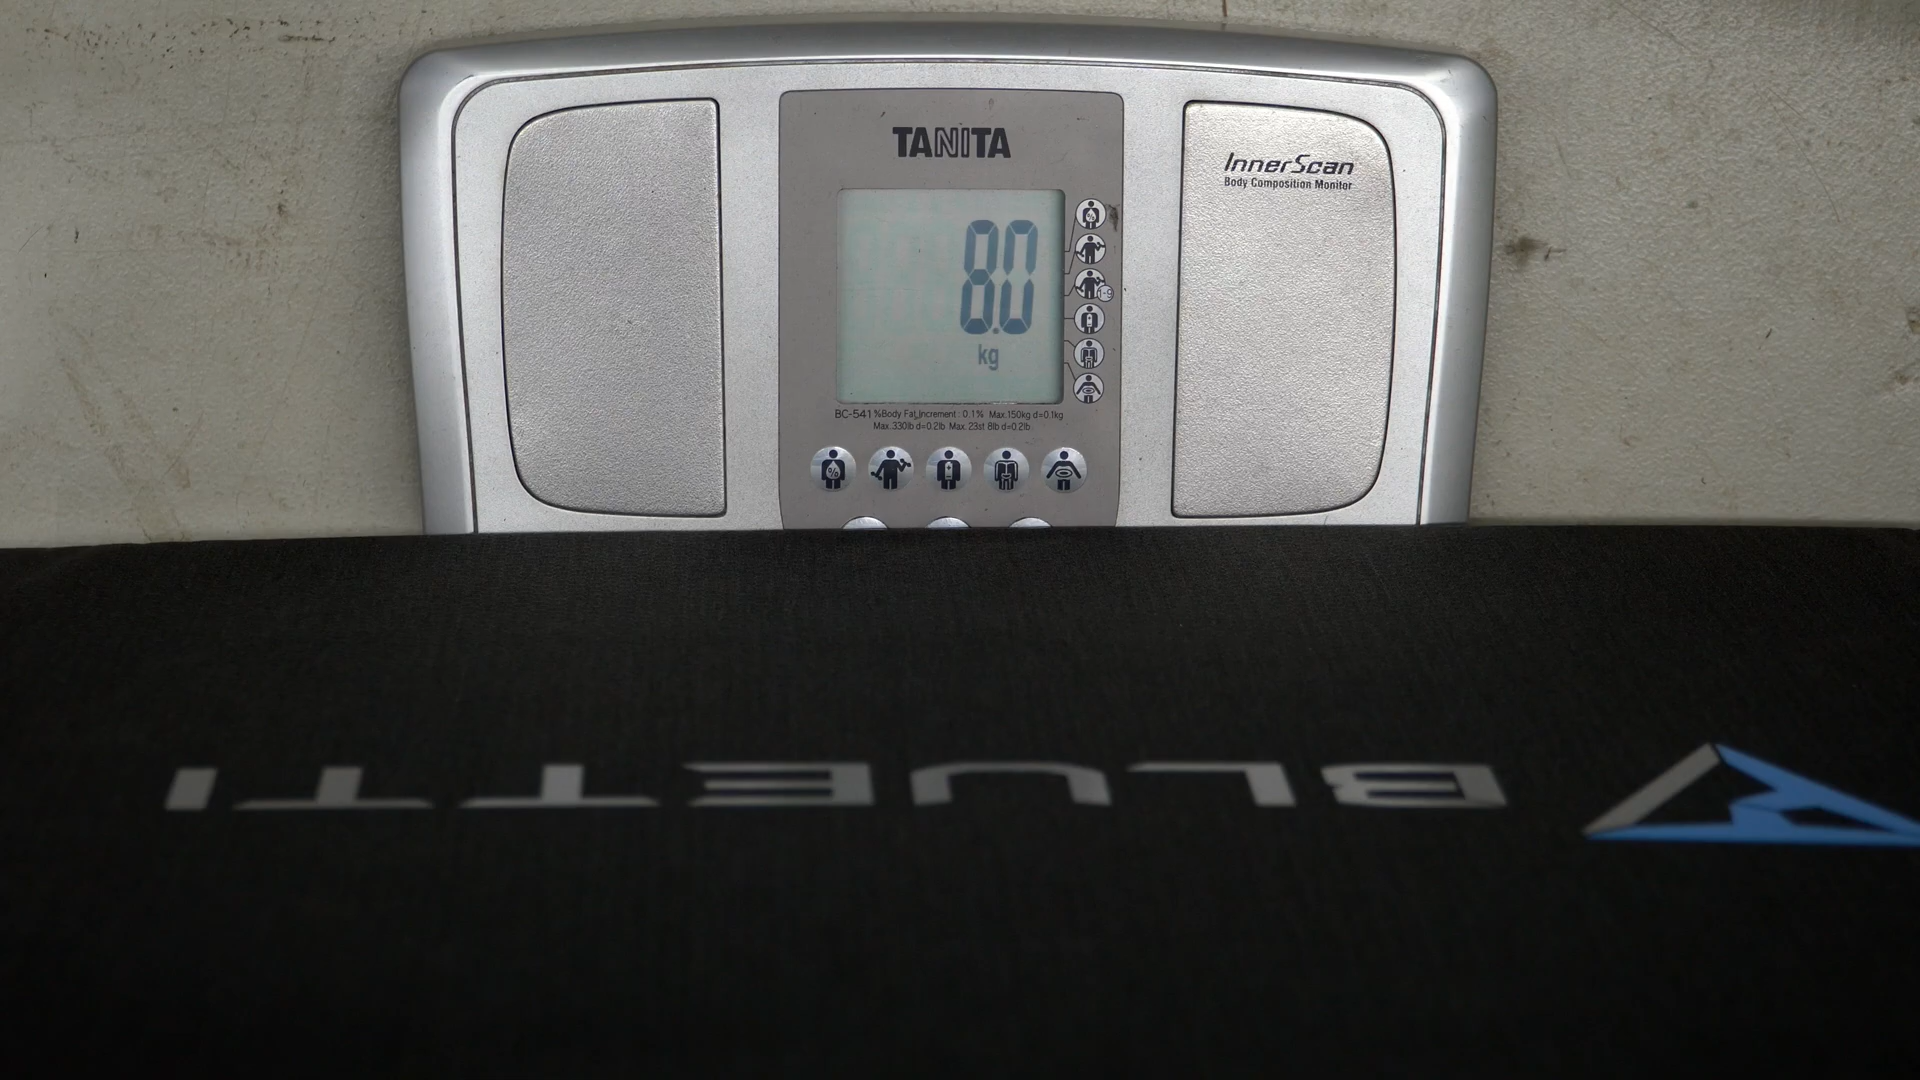 TANITA
InnerScan
Body Composition Monitor
8.0
kg
BC-541 %Body Fat Increment : 0.1% Max.150kg d=0.1kg
Max.330lb d=0.2lb Max. 23st 8lb d=0.2lb
BLUETTI